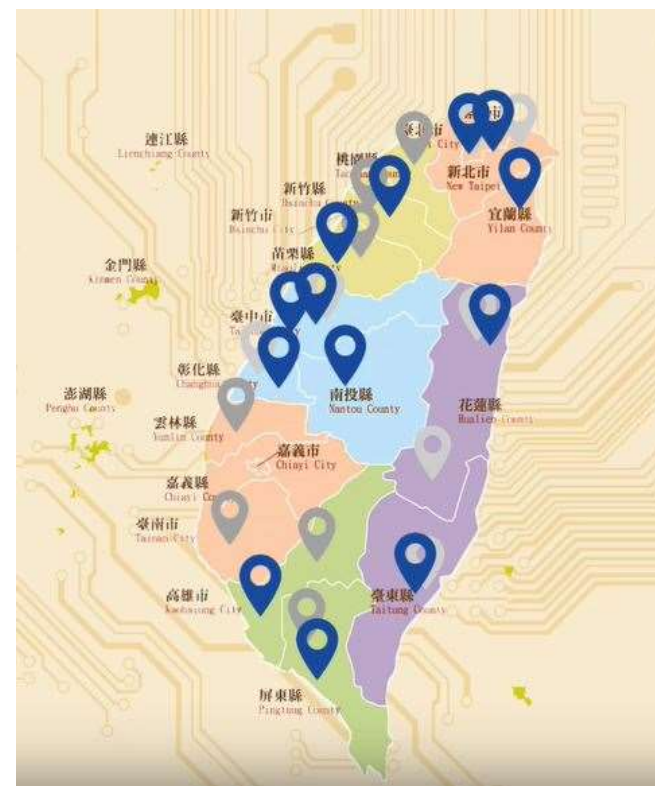 連江縣
Lienchiang County
桃園縣
新竹縣
Hsinchu County
新北市
New Taipei
新竹市
Hsinchu City
宜蘭縣
Yilan County
苗栗縣
金門縣
Kinmen County
臺中市
彰化縣
南投縣
Nantou County
澎湖縣
Penghu County
花蓮縣
Hualien County
雲林縣
Yunlin County
嘉義市
Chiayi City
嘉義縣
臺南市
Tainan City
高雄市
Kaohsiung City
臺東縣
Taitung County
屏東縣
Pingtung County